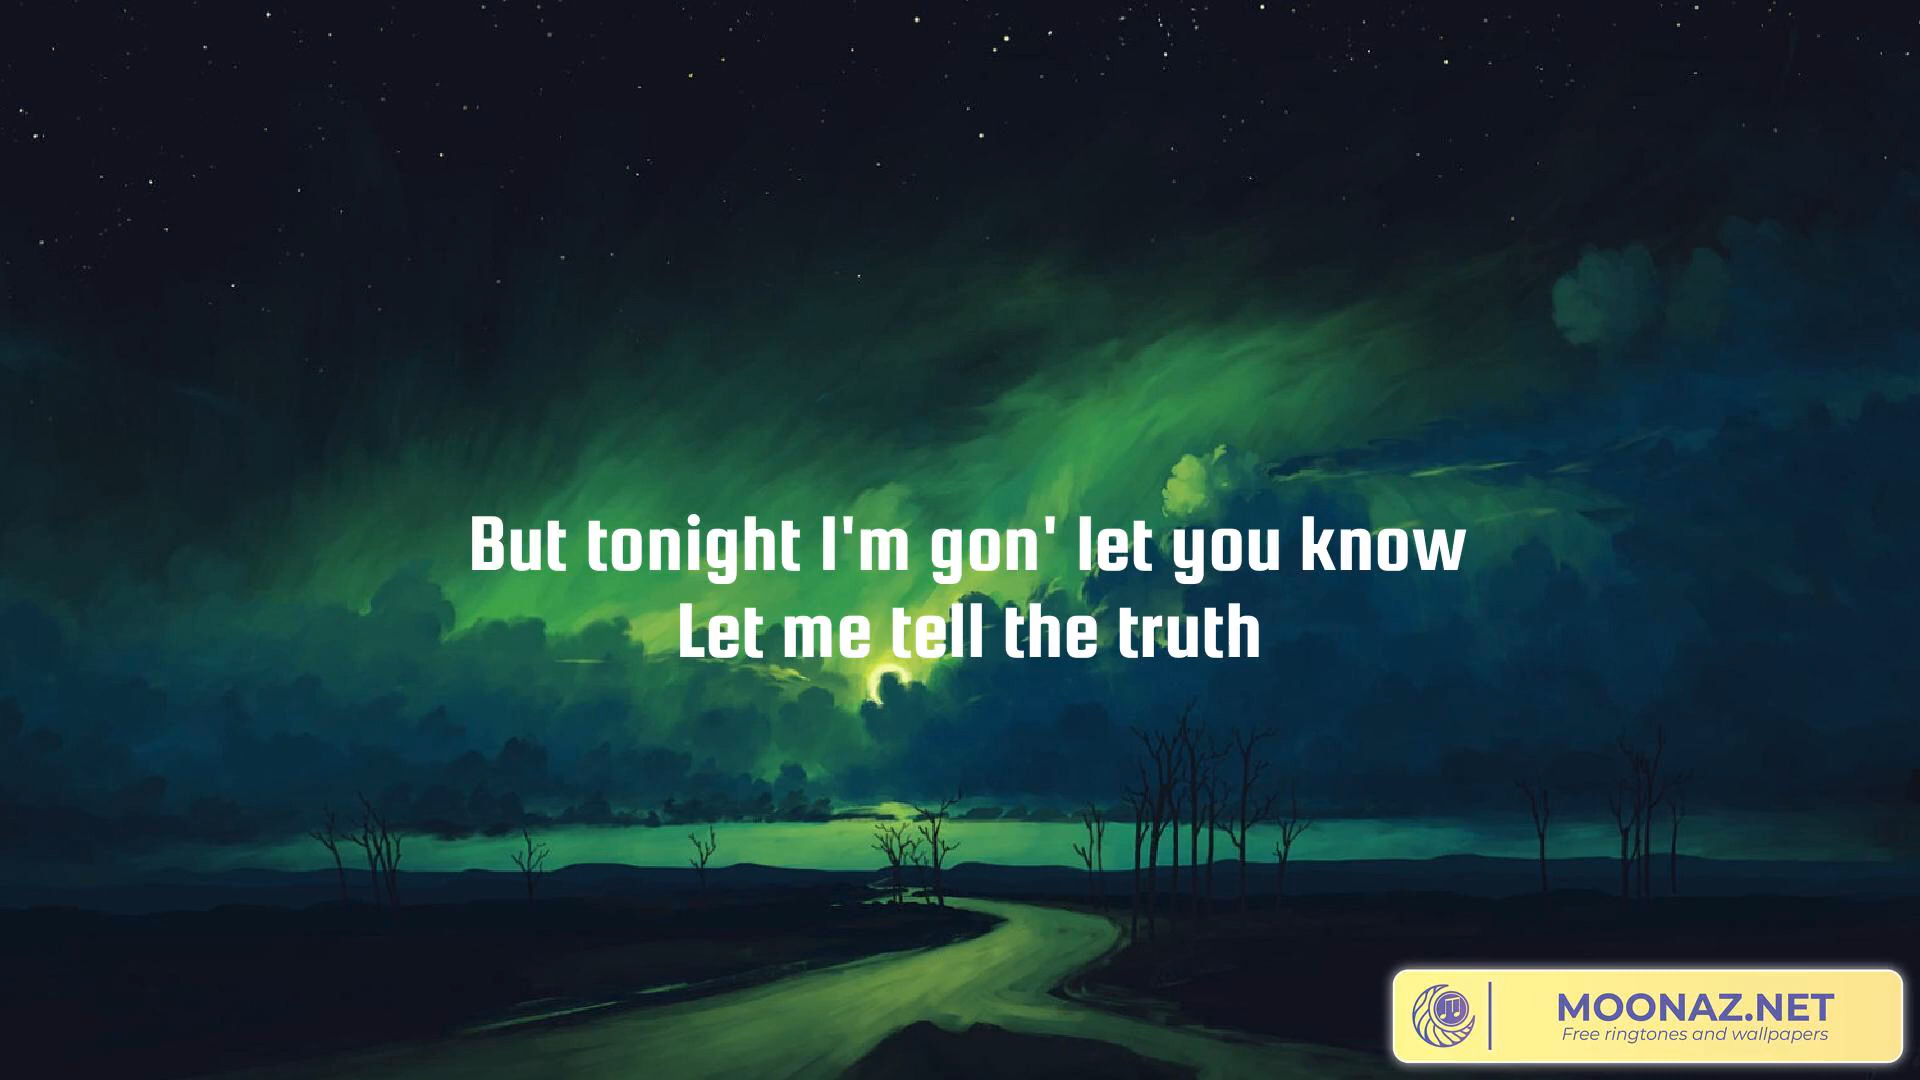 But tonight I'm gon' let you know
Let me tell the truth
MOONAZ.NET
Free ringtones and wallpapers